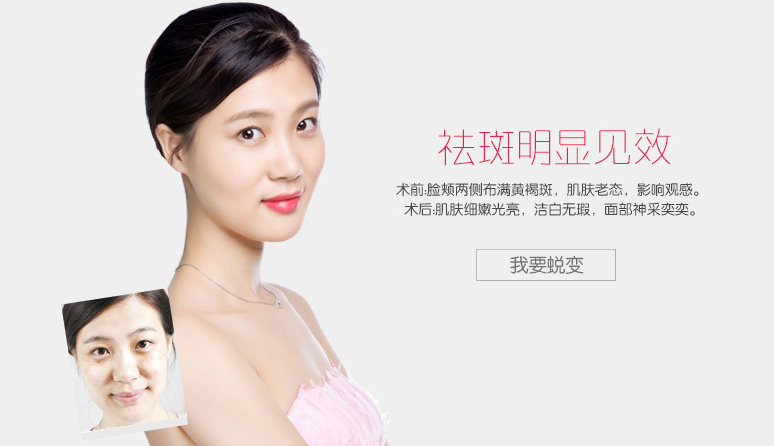 祛斑明显见效
术前:脸颊两侧布满黄褐斑，肌肤老态，影响观感。
术后:肌肤细嫩光亮，洁白无瑕，面部神采奕奕。
我要蜕变